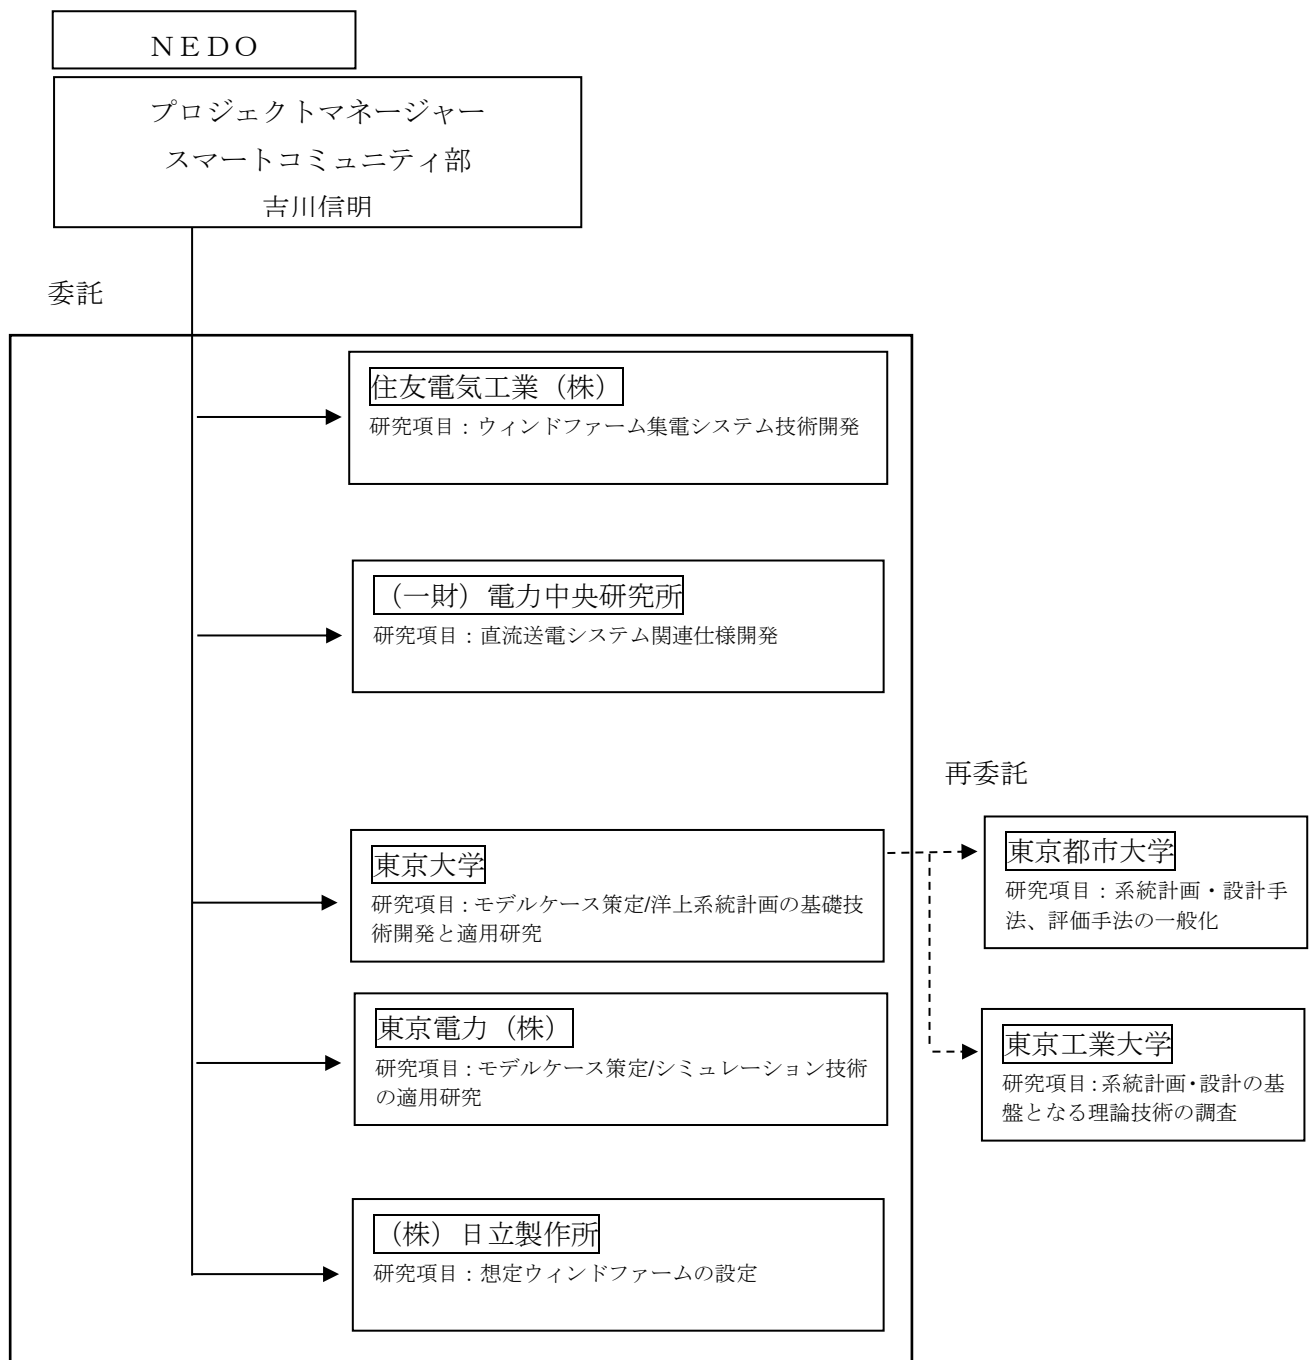 ＮＥＤＯ
プロジェクトマネージャー
スマートコミュニティ部
吉川信明
委託
住友電気工業（株）
研究項目：ウィンドファーム集電システム技術開発
（一財）電力中央研究所
研究項目：直流送電システム関連仕様開発
東京大学
研究項目：モデルケース策定/洋上系統計画の基礎技
術開発と適用研究
東京電力（株）
研究項目：モデルケース策定/シミュレーション技術
の適用研究
（株）日立製作所
研究項目：想定ウィンドファームの設定
再委託
東京都市大学
研究項目：系統計画・設計手
法、評価手法の一般化
東京工業大学
研究項目：系統計画・設計の基
盤となる理論技術の調査